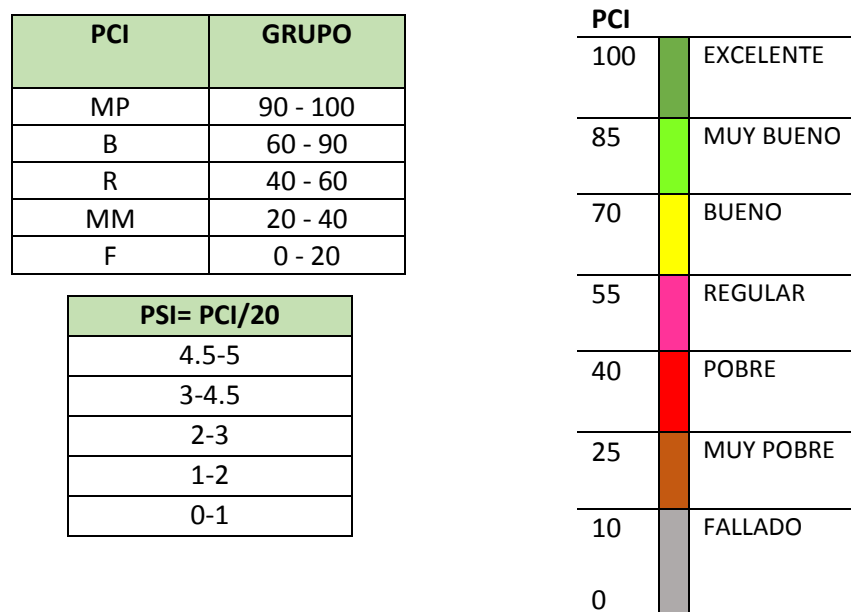 PCI GRUPO
MP 90 - 100
B 60 - 90
R 40 - 60
MM 20 - 40
F 0 - 20
PSI= PCI/20
4.5-5
3-4.5
2-3
1-2
0-1
PCI
100 EXCELENTE
85 MUY BUENO
70 BUENO
55 REGULAR
40 POBRE
25 MUY POBRE
10 FALLADO
0